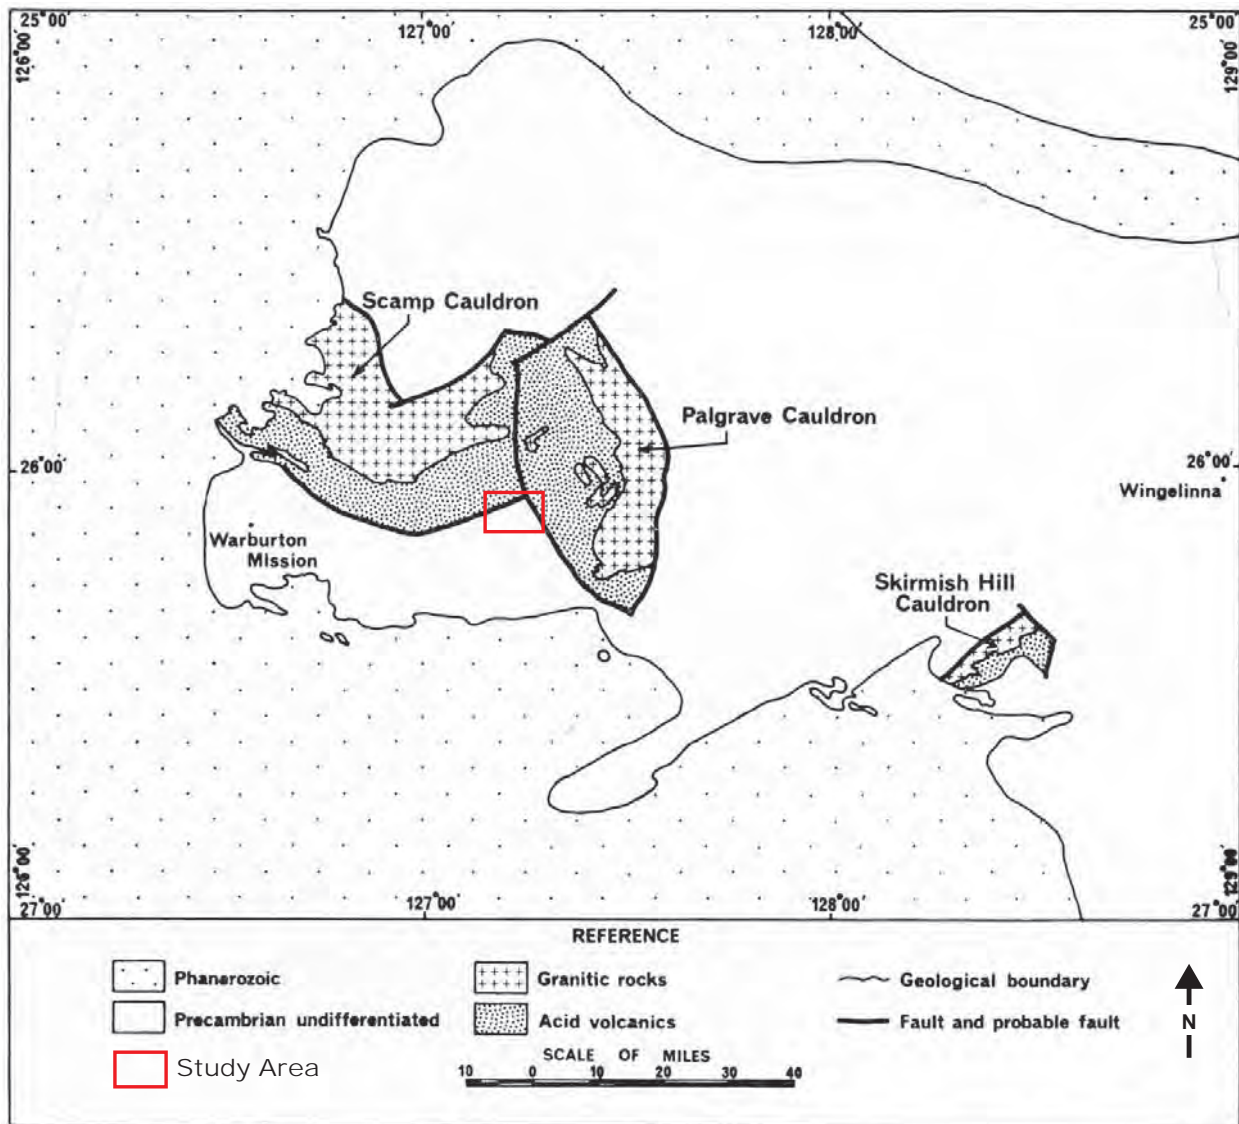 25°00'
127°00'
128°00'
25°00'
126°00'
129°00'
Scamp Cauldron
Palgrave Cauldron
26°00'
26°00'
Wingelinna
Warburton
Mission
Skirmish Hill
Cauldron
126°00'
129°00'
27°00'
127°00'
128°00'
27°00'
REFERENCE
Phanerozoic
Granitic rocks
Geological boundary
Precambrian undifferentiated
Acid volcanics
Fault and probable fault
N
Study Area
SCALE OF MILES
10 0 10 20 30 40